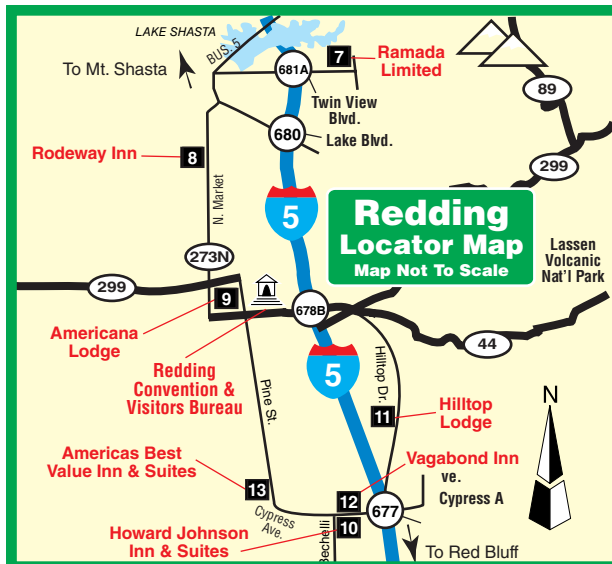 LAKE SHASTA
BUS. 5
To Mt. Shasta
7
Ramada
Limited
681A
Twin View
Blvd.
89
680
Lake Blvd.
Rodeway Inn
8
299
N. Market
5
Redding
Locator Map
Map Not To Scale
Lassen
Volcanic
Nat'l Park
273N
299
9
678B
Americana
Lodge
44
Redding
Convention &
Visitors Bureau
5
Hilltop Dr.
Pine St.
11
Hilltop
Lodge
N
Americas Best
Value Inn & Suites
13
Vagabond Inn
12
ve.
Cypress A
677
Cypress
Ave.
10
Howard Johnson
Inn & Suites
Bechelli
To Red Bluff